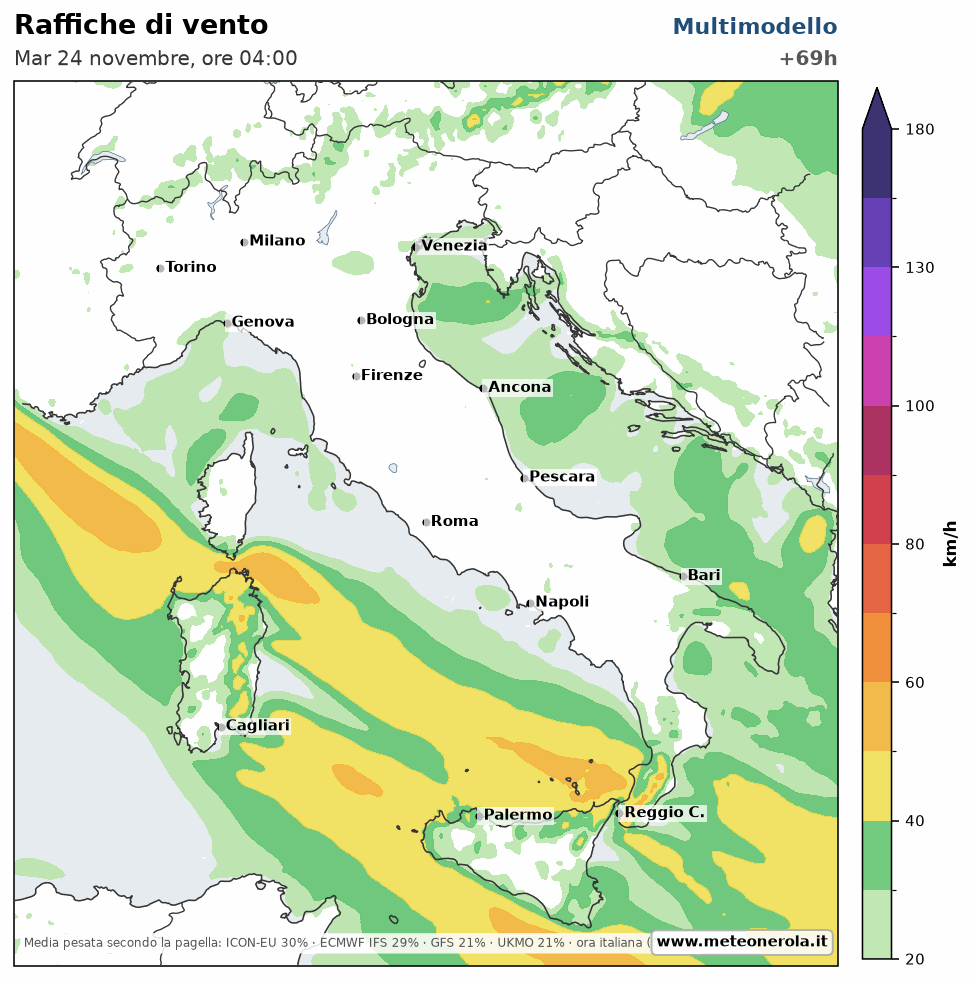 Raffiche di vento
Multimodello
Mar 24 novembre, ore 04:00
+69h
180
130
100
80
60
40
20
km/h
Milano
Venezia
Torino
Genova
Bologna
Firenze
Ancona
Pescara
Roma
Bari
Napoli
Cagliari
Palermo
Reggio C.
Media pesata secondo la pagella: ICON-EU 30% · ECMWF IFS 29% · GFS 21% · UKMO 21% · ora italiana (
www.meteonerola.it